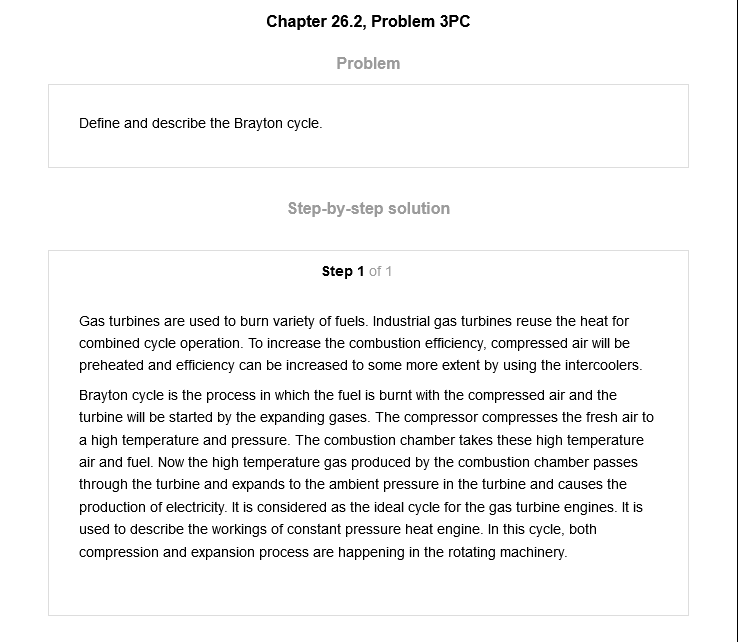 Chapter 26.2, Problem 3PC
Problem
Define and describe the Brayton cycle.
Step-by-step solution
Step 1 of 1
Gas turbines are used to burn variety of fuels. Industrial gas turbines reuse the heat for
combined cycle operation. To increase the combustion efficiency, compressed air will be
preheated and efficiency can be increased to some more extent by using the intercoolers.
Brayton cycle is the process in which the fuel is burnt with the compressed air and the
turbine will be started by the expanding gases. The compressor compresses the fresh air to
a high temperature and pressure. The combustion chamber takes these high temperature
air and fuel. Now the high temperature gas produced by the combustion chamber passes
through the turbine and expands to the ambient pressure in the turbine and causes the
production of electricity. It is considered as the ideal cycle for the gas turbine engines. It is
used to describe the workings of constant pressure heat engine. In this cycle, both
compression and expansion process are happening in the rotating machinery.